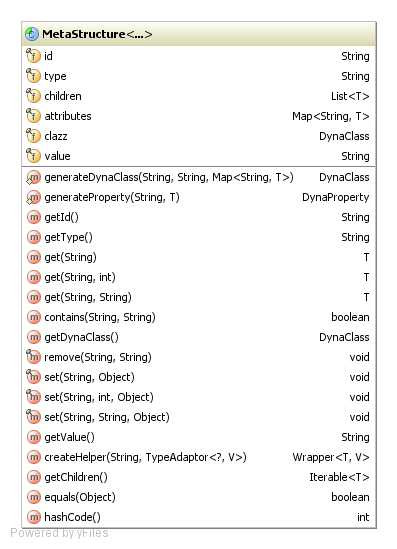 MetaStructure<...>
id String
type String
children List<T>
attributes Map<String, T>
clazz DynaClass
value String
generateDynaClass(String, String, Map<String, T>) DynaClass
generateProperty(String, T) DynaProperty
getId() String
getType() String
get(String) T
get(String, int) T
get(String, String) T
contains(String, String) boolean
getDynaClass() DynaClass
remove(String, String) void
set(String, Object) void
set(String, int, Object) void
set(String, String, Object) void
getValue() String
createHelper(String, TypeAdaptor<?, V>) Wrapper<T, V>
getChildren() Iterable<T>
equals(Object) boolean
hashCode() int
Powered by yFiles